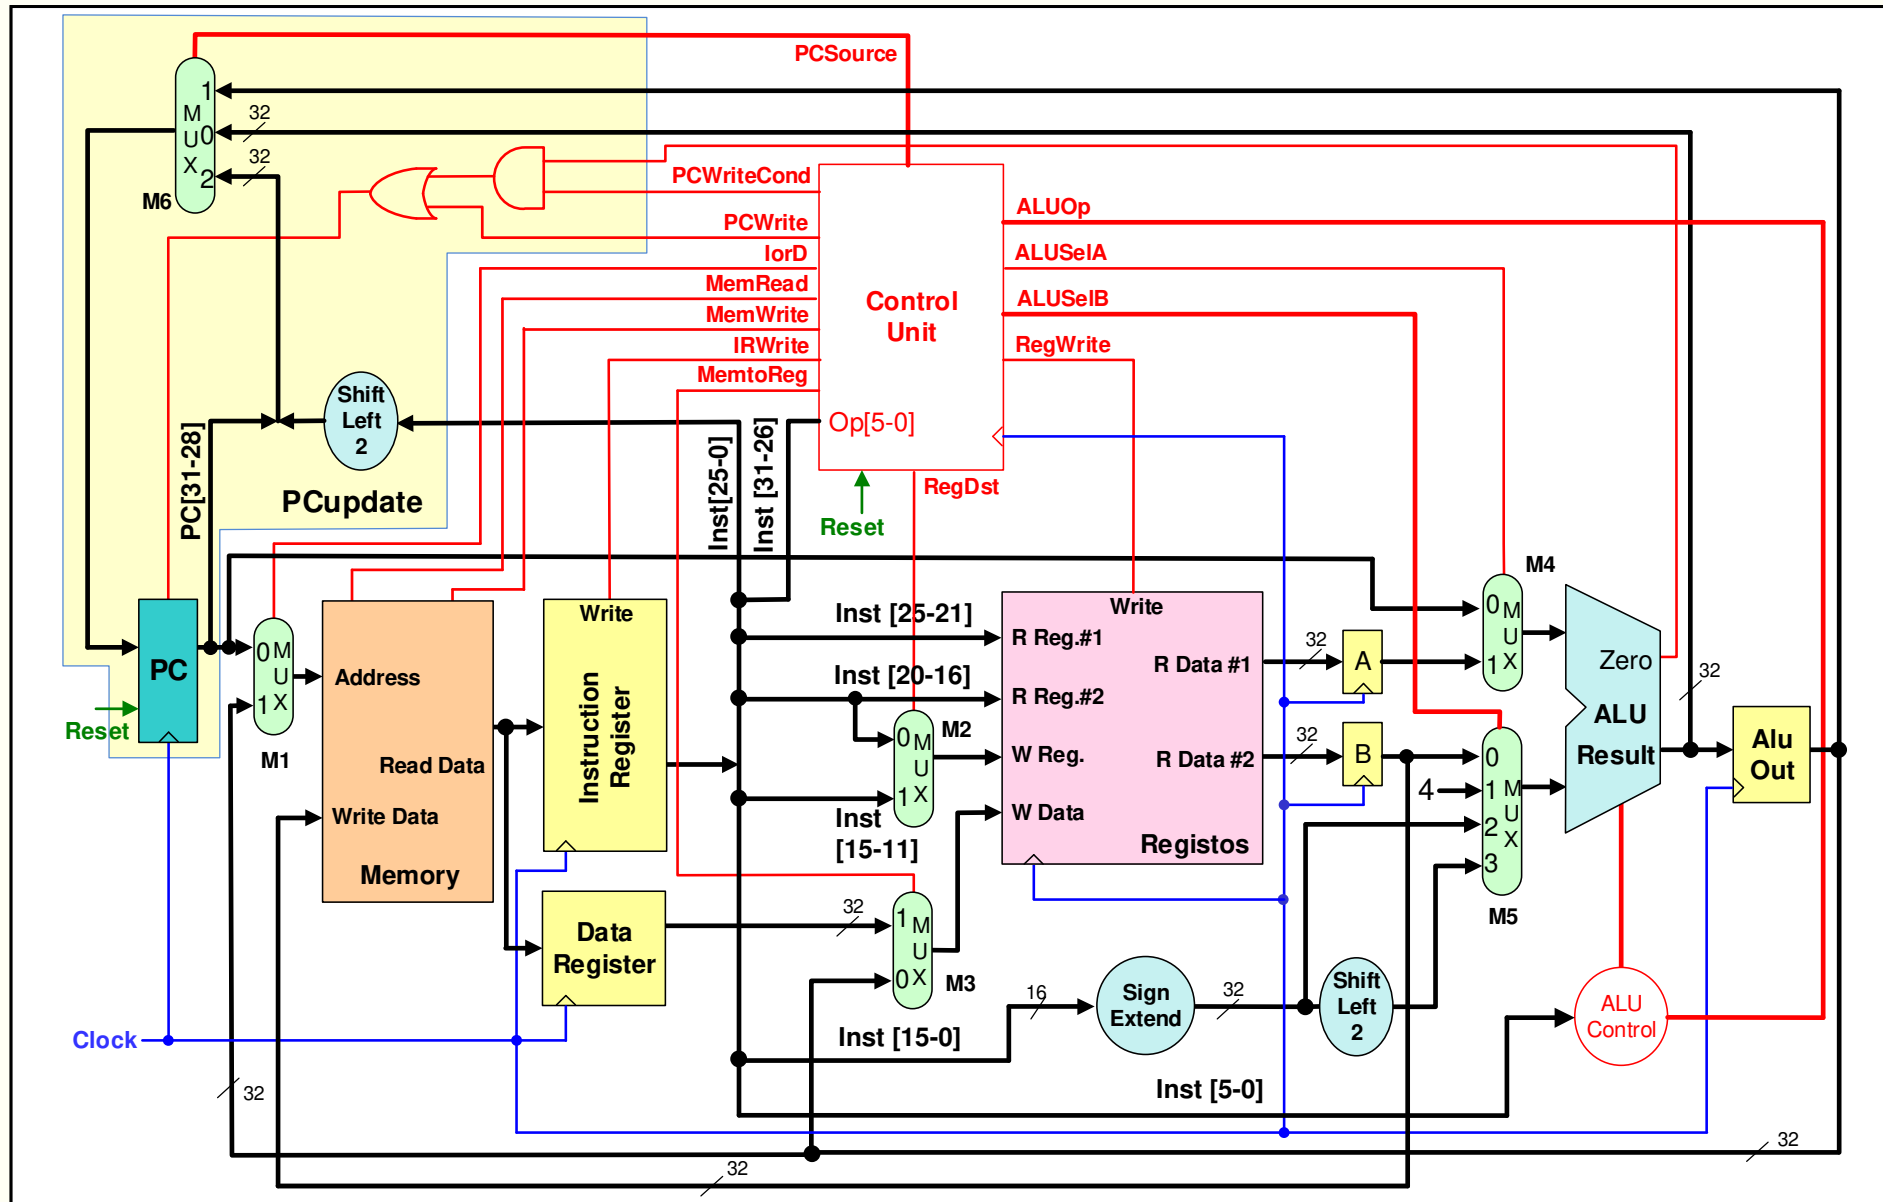 PCSource
1
M
U
X
0
2
32
32
M6
PCWriteCond
PCWrite
IorD
MemRead
MemWrite
IRWrite
MemtoReg
Control
Unit
Op[5-0]
ALUOp
ALUSelA
ALUSelB
RegWrite
RegDst
Reset
Shift
Left
2
PC[31-28]
PCupdate
Inst[25-0]
Inst [31-26]
PC
Reset
0
1
M
U
X
M1
Address
Read Data
Write Data
Memory
Write
Instruction
Register
Data
Register
Inst [25-21]
Inst [20-16]
Inst
[15-11]
0
1
M
U
X
M2
32
1
0
M
U
X
M3
Write
R Reg.#1
R Reg.#2
W Reg.
W Data
R Data #1
R Data #2
Registos
32
32
A
B
M4
0
1
M
U
X
4
0
1
2
3
M
U
X
M5
Zero
ALU
Result
32
Alu
Out
Clock
32
Inst [15-0]
16
Sign
Extend
32
Shift
Left
2
ALU
Control
Inst [5-0]
32
32